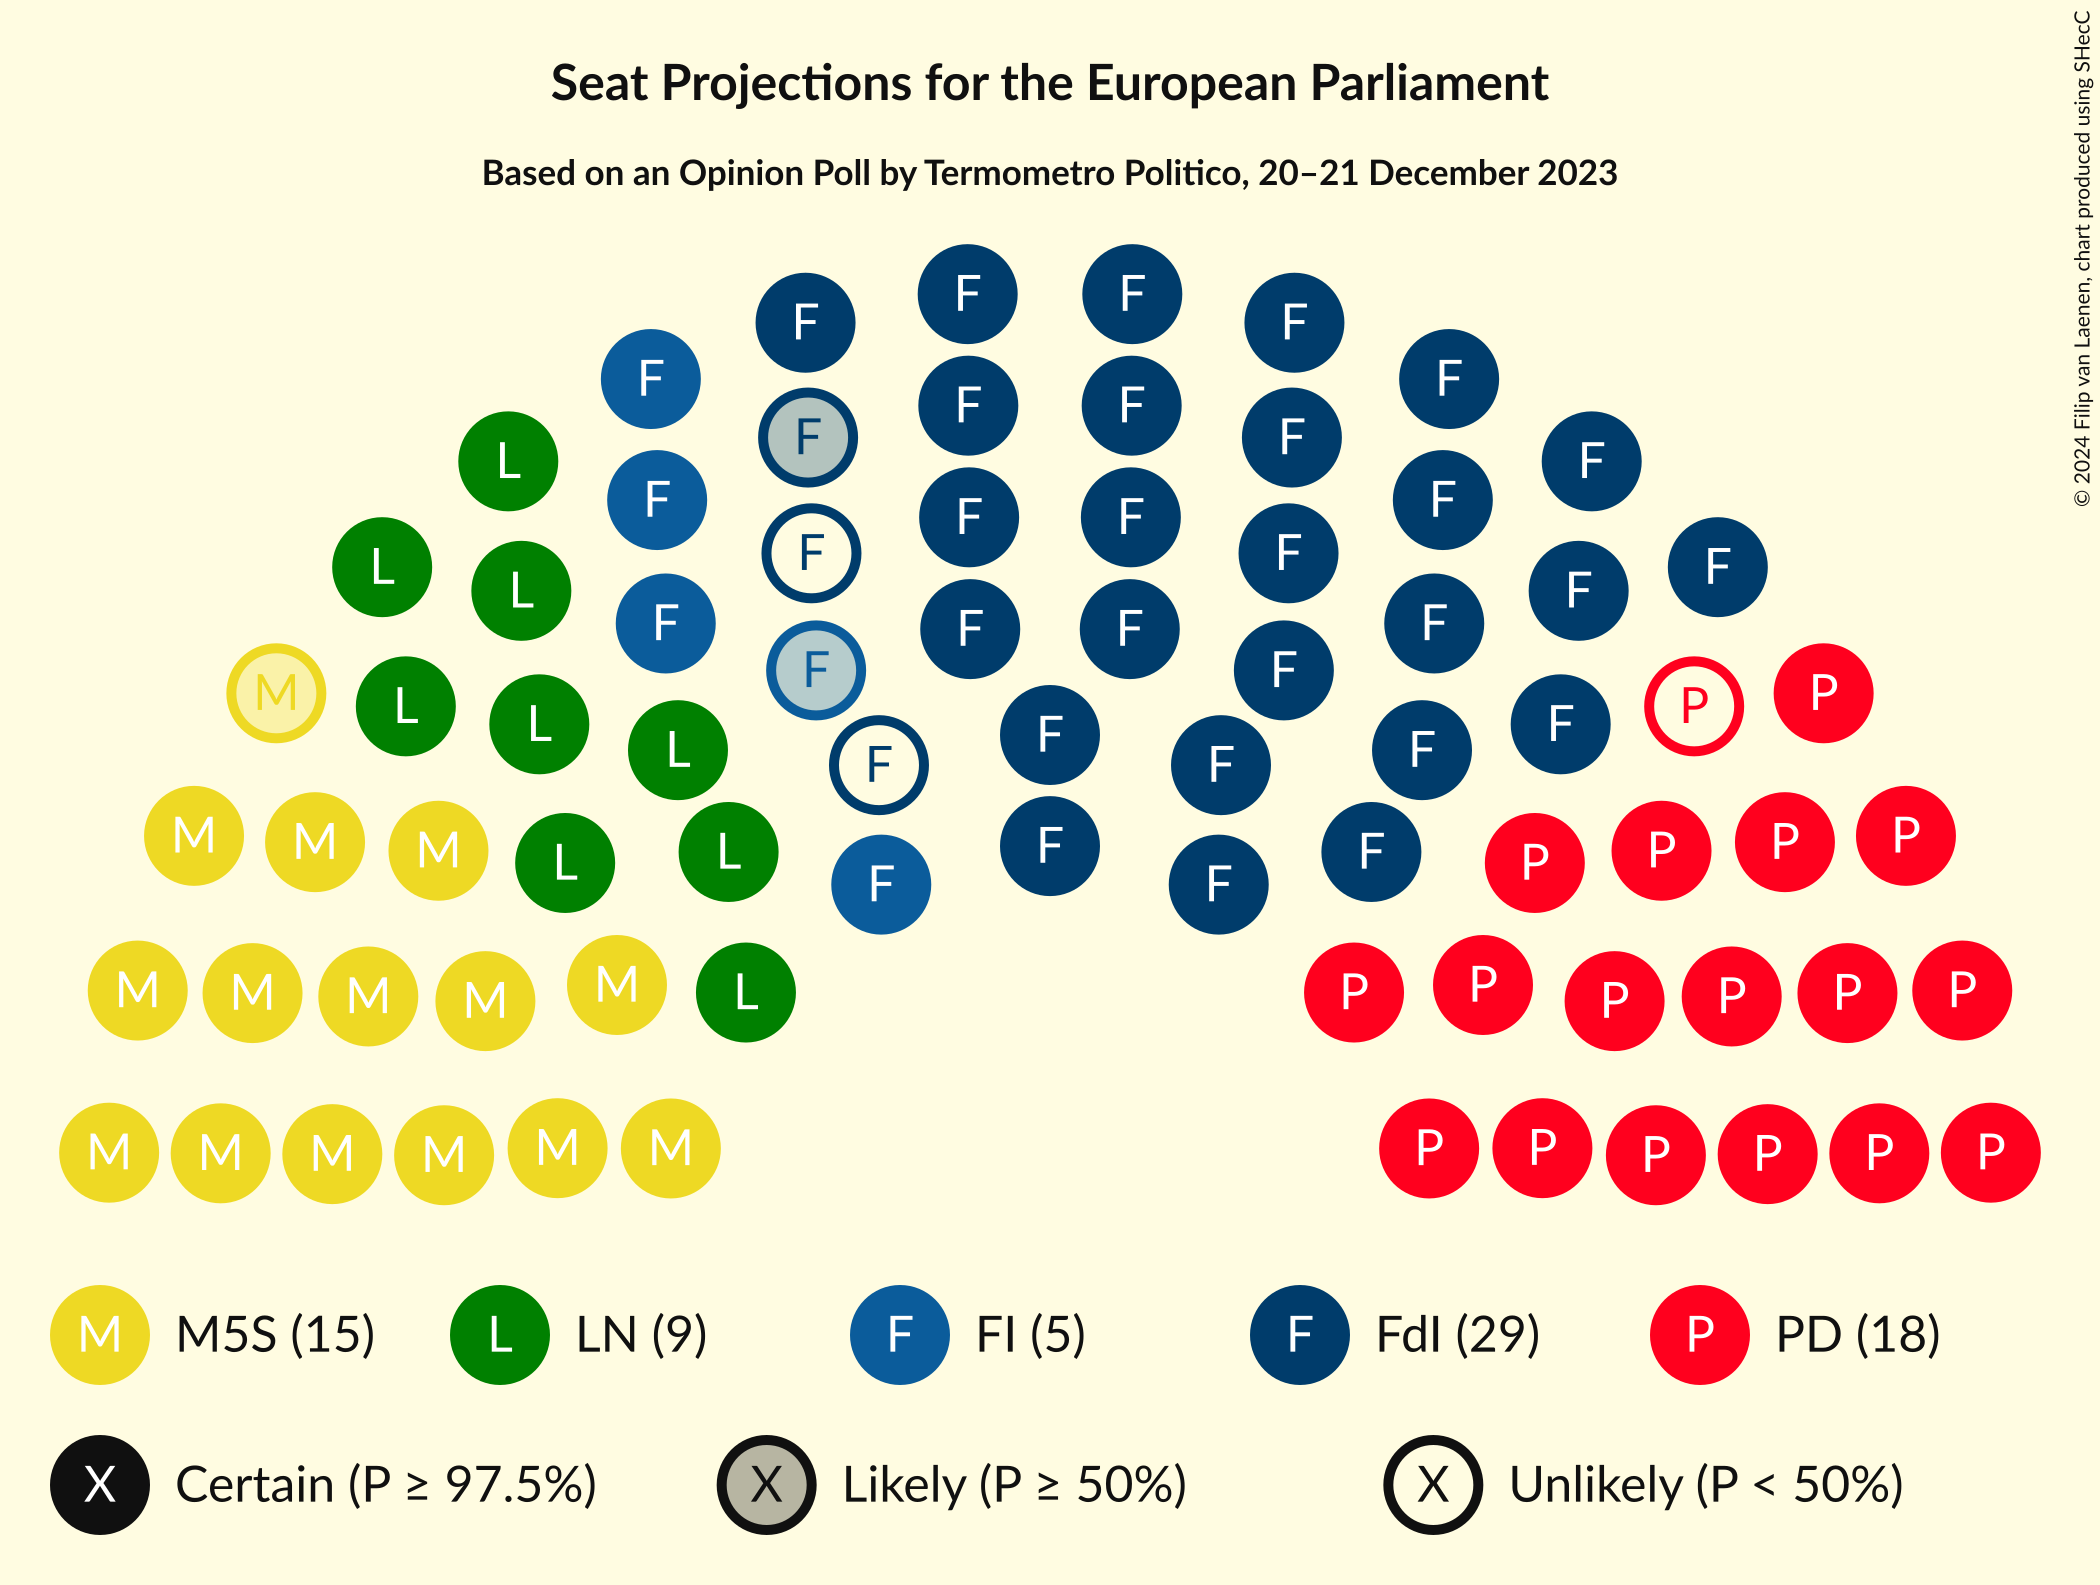 Seat Projections for the European Parliament
Based on an Opinion Poll by Termometro Politico, 20–21 December 2023
© 2024 Filip van Laenen, chart produced using SHecC
F F F F
F F
F F F F
L F F
F F
L F F F F
L F F
F F
L F F F F
M L P P
L F
L F F
F F
F F
M M M P P P
L F P
L F F
F F
M M M M M L P P P P P P
M M M M M M P P P P P P
M M5S (15) L LN (9) F FI (5) F FdI (29) P PD (18)
X Certain (P ≥ 97.5%) X Likely (P ≥ 50%) X Unlikely (P < 50%)